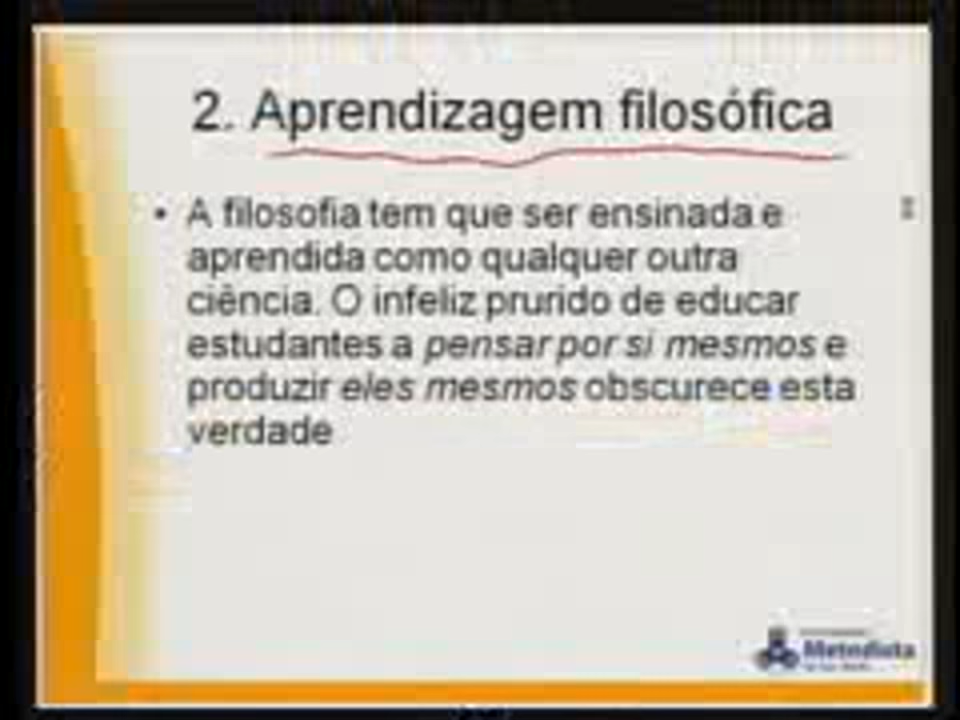 2. Aprendizagem filosófica
• A filosofia tem que ser ensinada e
aprendida como qualquer outra
ciência. O infeliz prurido de educar
estudantes a pensar por si mesmos e
produzir eles mesmos obscurece esta
verdade
Metodista